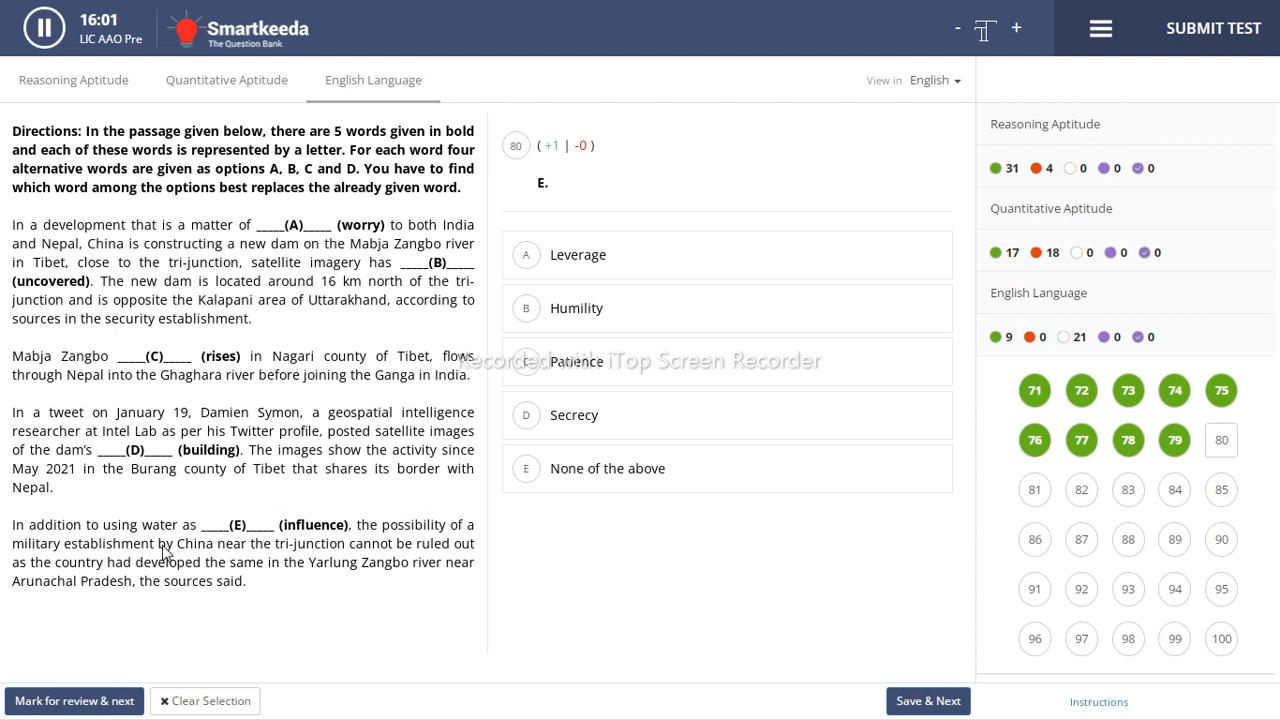 16:01
LIC AAO Pre
Smartkeeda
The Question Bank
- T +
SUBMIT TEST
Reasoning Aptitude
Quantitative Aptitude
English Language
View in English
Directions: In the passage given below, there are 5 words given in bold
and each of these words is represented by a letter. For each word four
alternative words are given as options A, B, C and D. You have to find
which word among the options best replaces the already given word.
In a development that is a matter of _____(A)_____ (worry) to both India
and Nepal, China is constructing a new dam on the Mabja Zangbo river
in Tibet, close to the tri-junction, satellite imagery has _____(B)_____
(uncovered). The new dam is located around 16 km north of the tri-
junction and is opposite the Kalapani area of Uttarakhand, according to
sources in the security establishment.
Mabja Zangbo _____(C)_____ (rises) in Nagari county of Tibet, flows
through Nepal into the Ghaghara river before joining the Ganga in India.
In a tweet on January 19, Damien Symon, a geospatial intelligence
researcher at Intel Lab as per his Twitter profile, posted satellite images
of the dam's _____(D)_____ (building). The images show the activity since
May 2021 in the Burang county of Tibet that shares its border with
Nepal.
In addition to using water as _____(E)_____ (influence), the possibility of a
military establishment by China near the tri-junction cannot be ruled out
as the country had developed the same in the Yarlung Zangbo river near
Arunachal Pradesh, the sources said.
80 ( +1 | -0 )
E.
A Leverage
B Humility
C Patience
D Secrecy
E None of the above
Recorded with iTop Screen Recorder
Reasoning Aptitude
31 4 0 0 0
Quantitative Aptitude
17 18 0 0 0
English Language
9 0 21 0 0
71 72 73 74 75
76 77 78 79 80
81 82 83 84 85
86 87 88 89 90
91 92 93 94 95
96 97 98 99 100
Mark for review & next
Clear Selection
Save & Next
Instructions